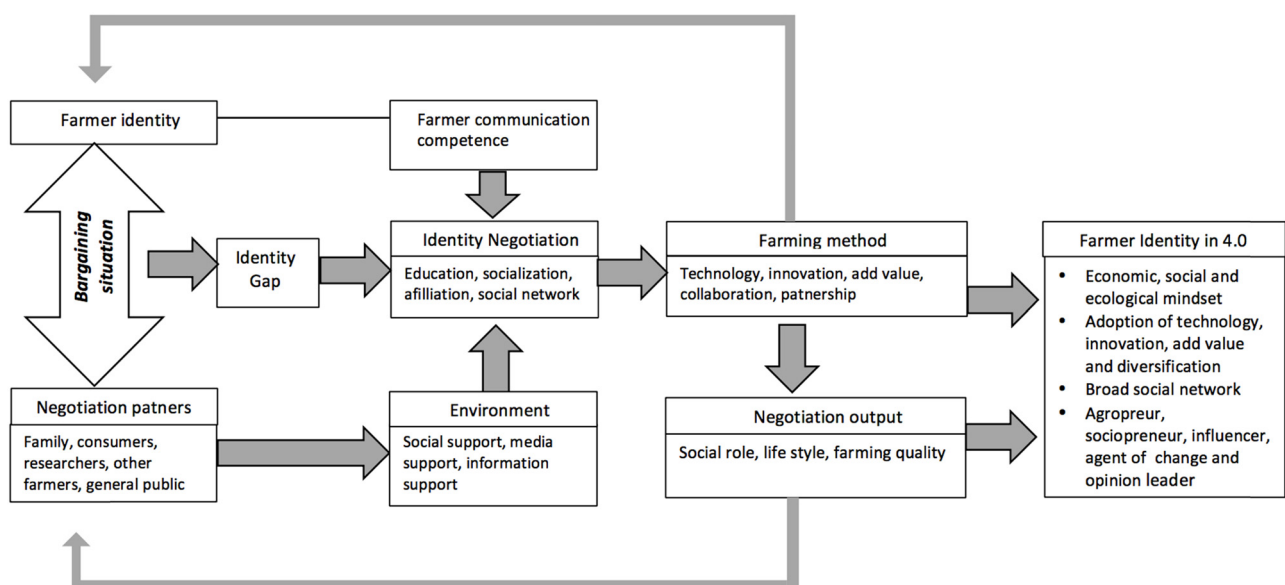 Farmer identity
Farmer communication
competence
Bargaining
situation
Identity
Gap
Identity Negotiation
Education, socialization,
afilliation, social network
Farming method
Technology, innovation, add value,
collaboration, patnership
Farmer Identity in 4.0
• Economic, social and
ecological mindset
• Adoption of technology,
innovation, add value
and diversification
• Broad social network
• Agropreur,
sociopreneur, influencer,
agent of change and
opinion leader
Negotiation patners
Family, consumers,
researchers, other
farmers, general public
Environment
Social support, media
support, information
support
Negotiation output
Social role, life style, farming quality